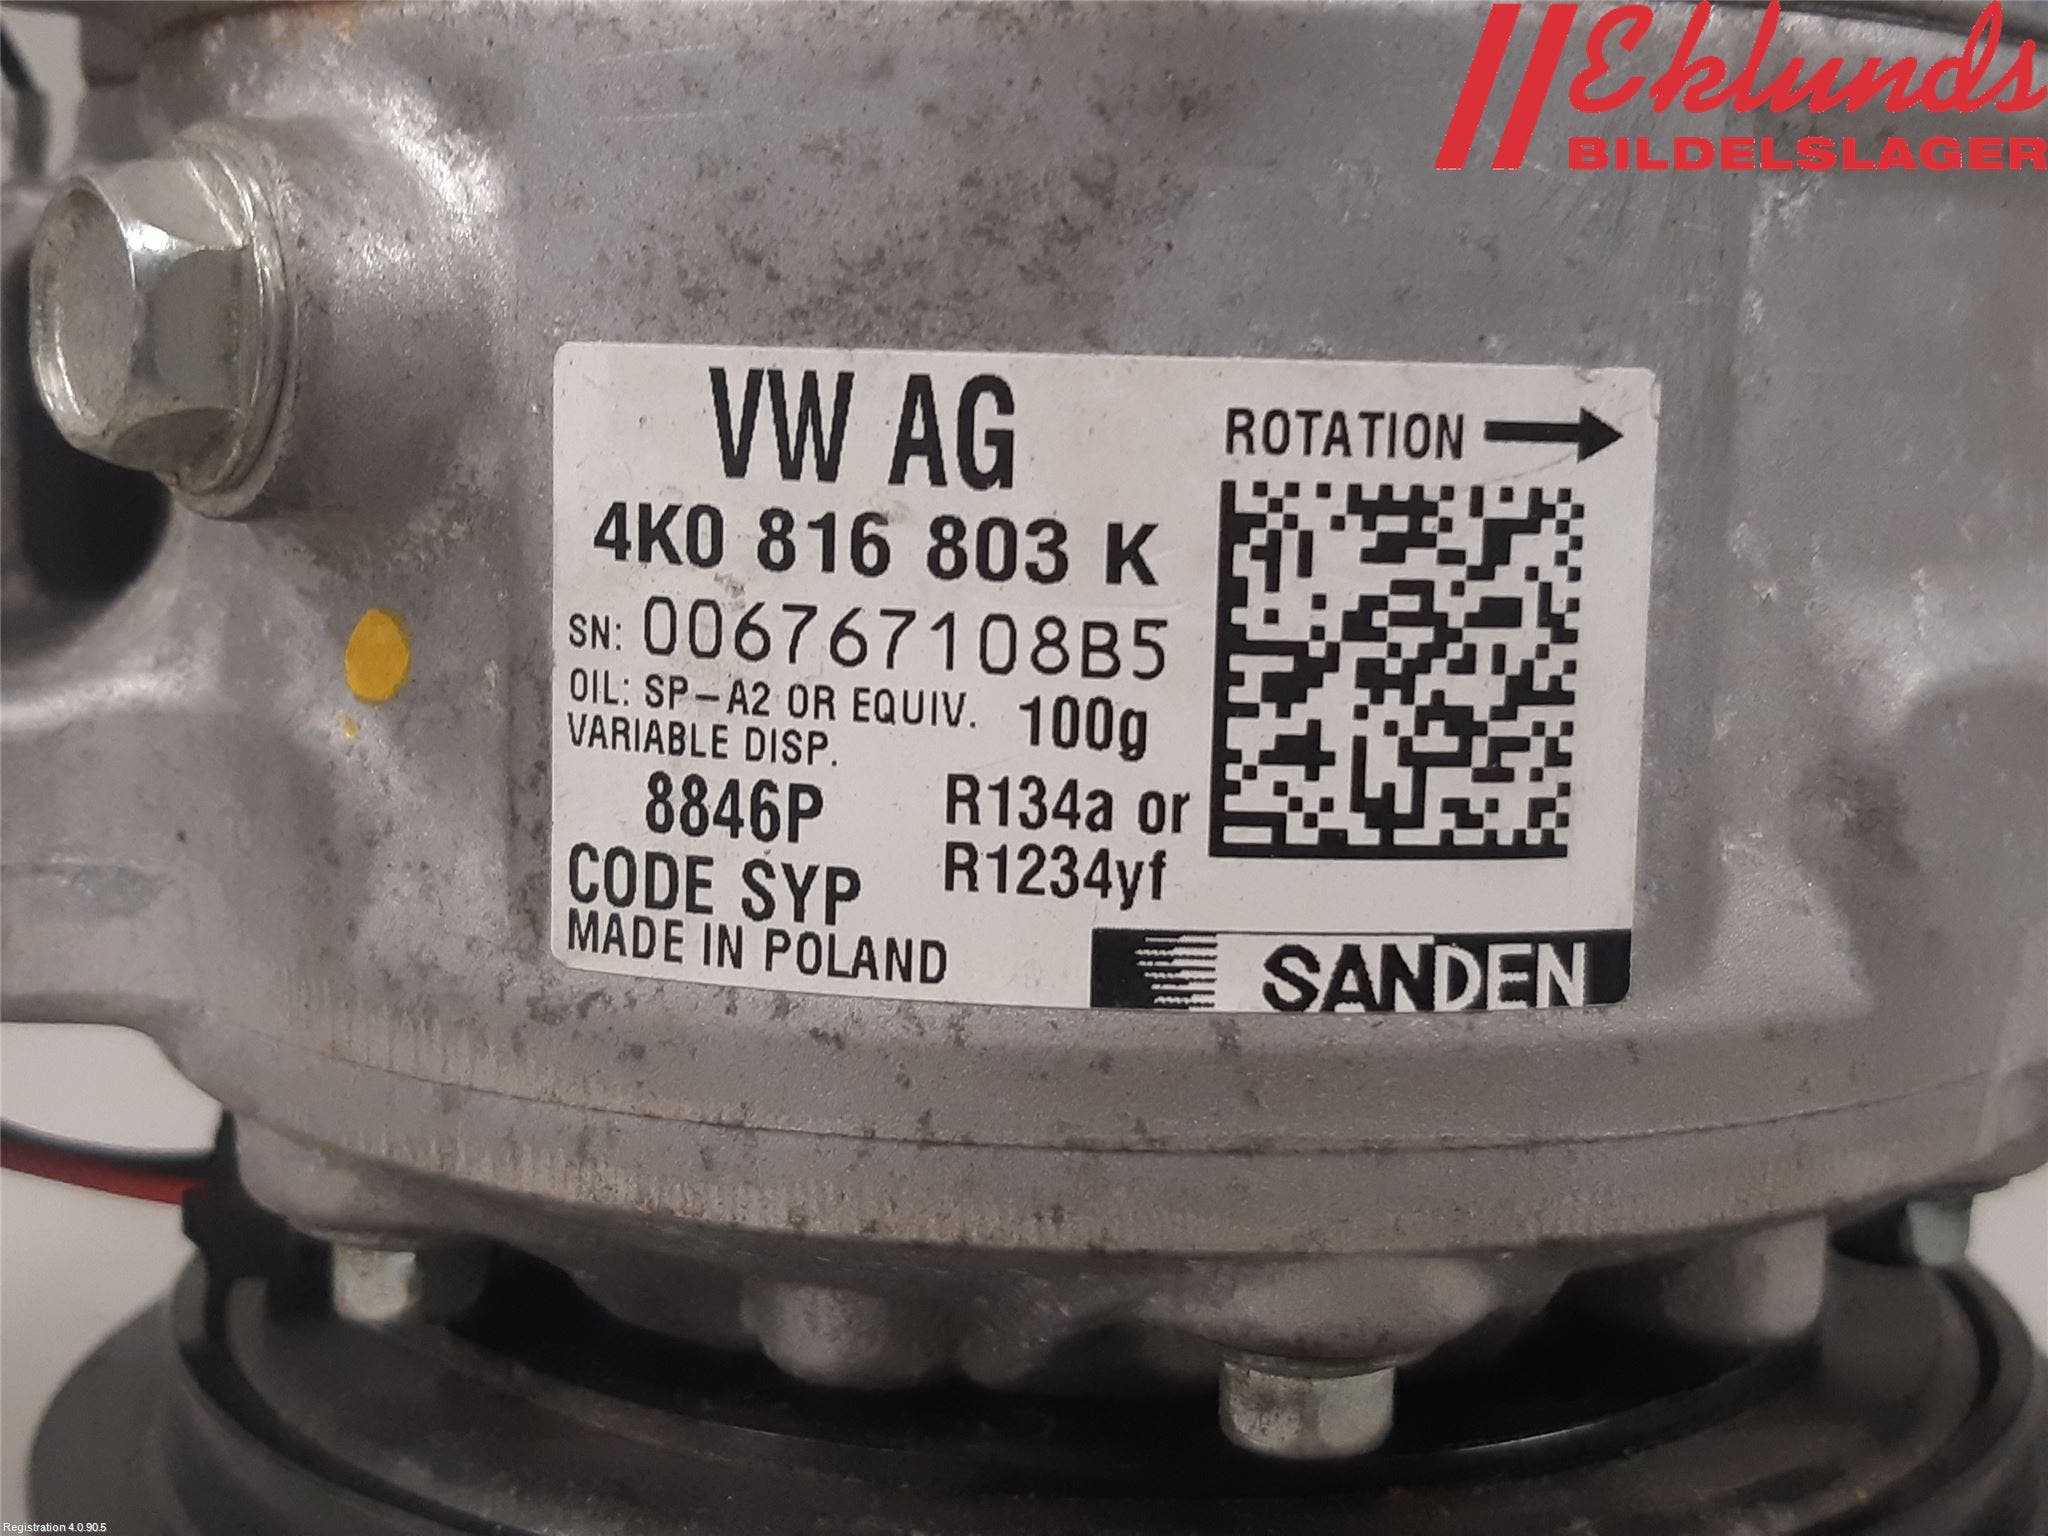 Eklunds
BILDELSLAGER
VW AG
ROTATION
4K0 816 803 K
SN: 006767108B5
OIL: SP-A2 OR EQUIV. 100g
VARIABLE DISP.
8846P R134a or
CODE SYP R1234yf
MADE IN POLAND
SANDEN
Registration 4.0.90.5